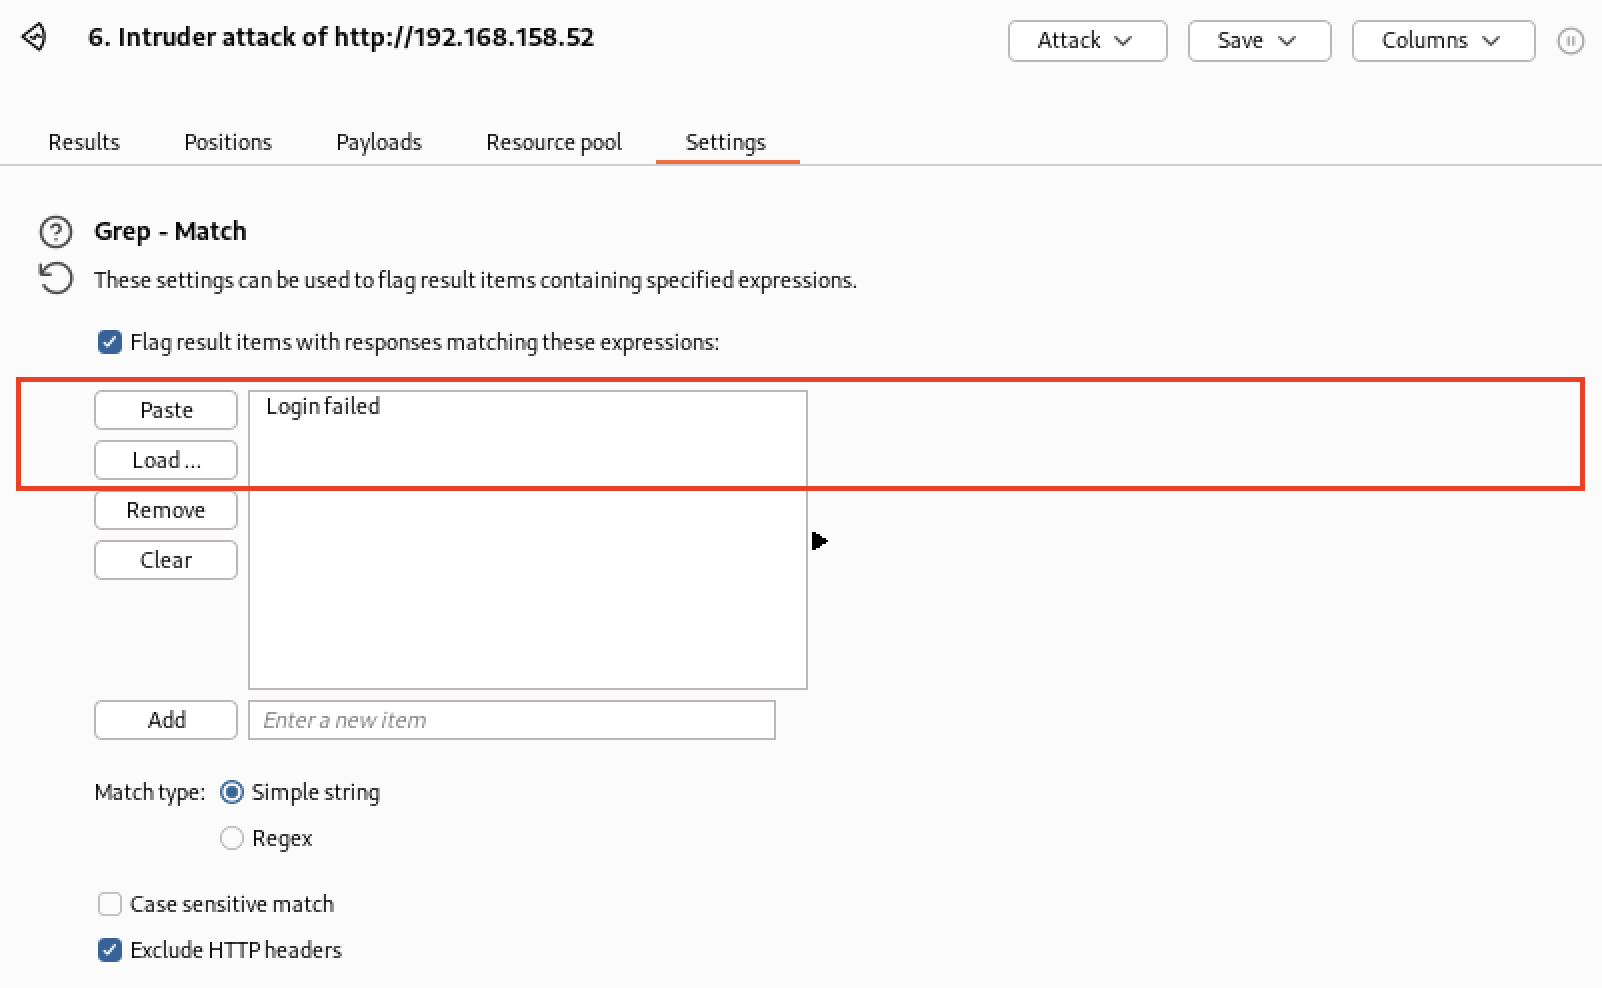 6. Intruder attack of http://192.168.158.52
Attack
Save
Columns
Results
Positions
Payloads
Resource pool
Settings
Grep - Match
These settings can be used to flag result items containing specified expressions.
Flag result items with responses matching these expressions:
Paste
Login failed
Load ...
Remove
Clear
Add
Enter a new item
Match type:
Simple string
Regex
Case sensitive match
Exclude HTTP headers